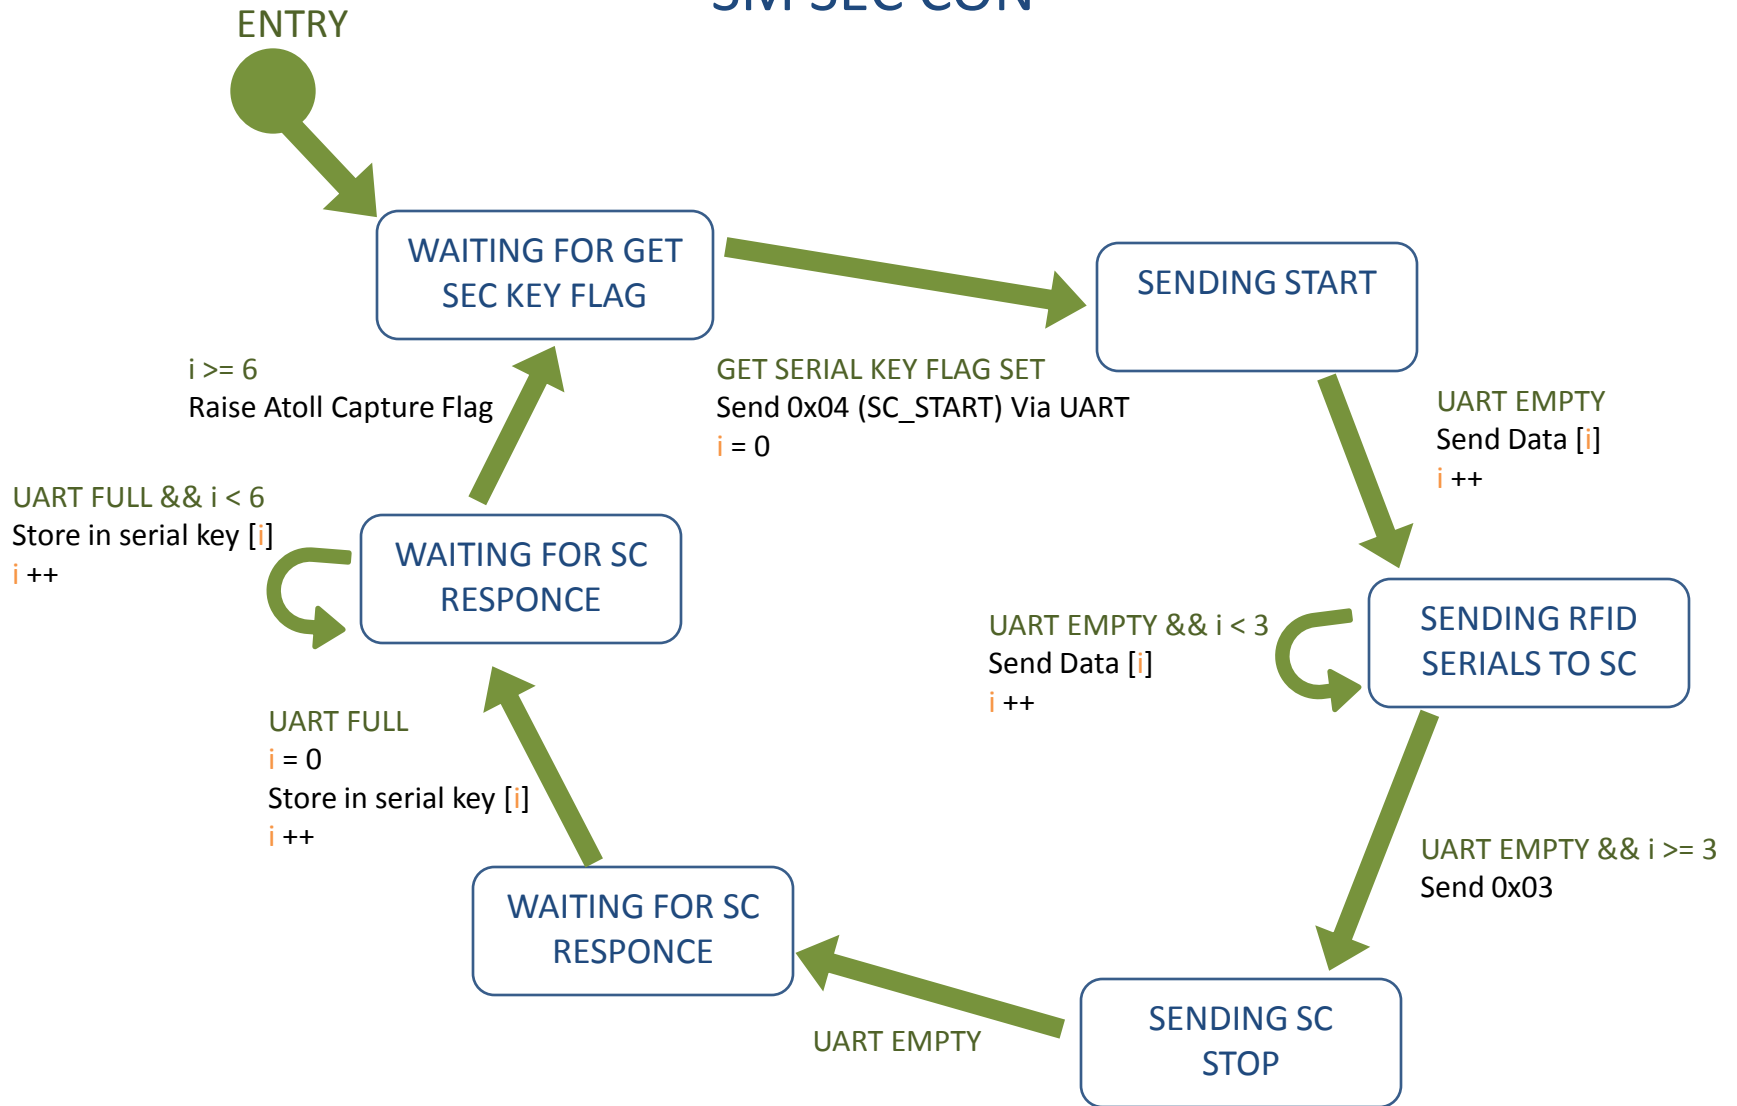 SM SEC CON
ENTRY
WAITING FOR GET
SEC KEY FLAG
SENDING START
i >= 6
Raise Atoll Capture Flag
GET SERIAL KEY FLAG SET
Send 0x04 (SC_START) Via UART
i = 0
UART EMPTY
Send Data [i]
i ++
UART FULL && i < 6
Store in serial key [i]
i ++
WAITING FOR SC
RESPONCE
UART EMPTY && i < 3
Send Data [i]
i ++
SENDING RFID
SERIALS TO SC
UART FULL
i = 0
Store in serial key [i]
i ++
UART EMPTY && i >= 3
Send 0x03
WAITING FOR SC
RESPONCE
UART EMPTY
SENDING SC
STOP